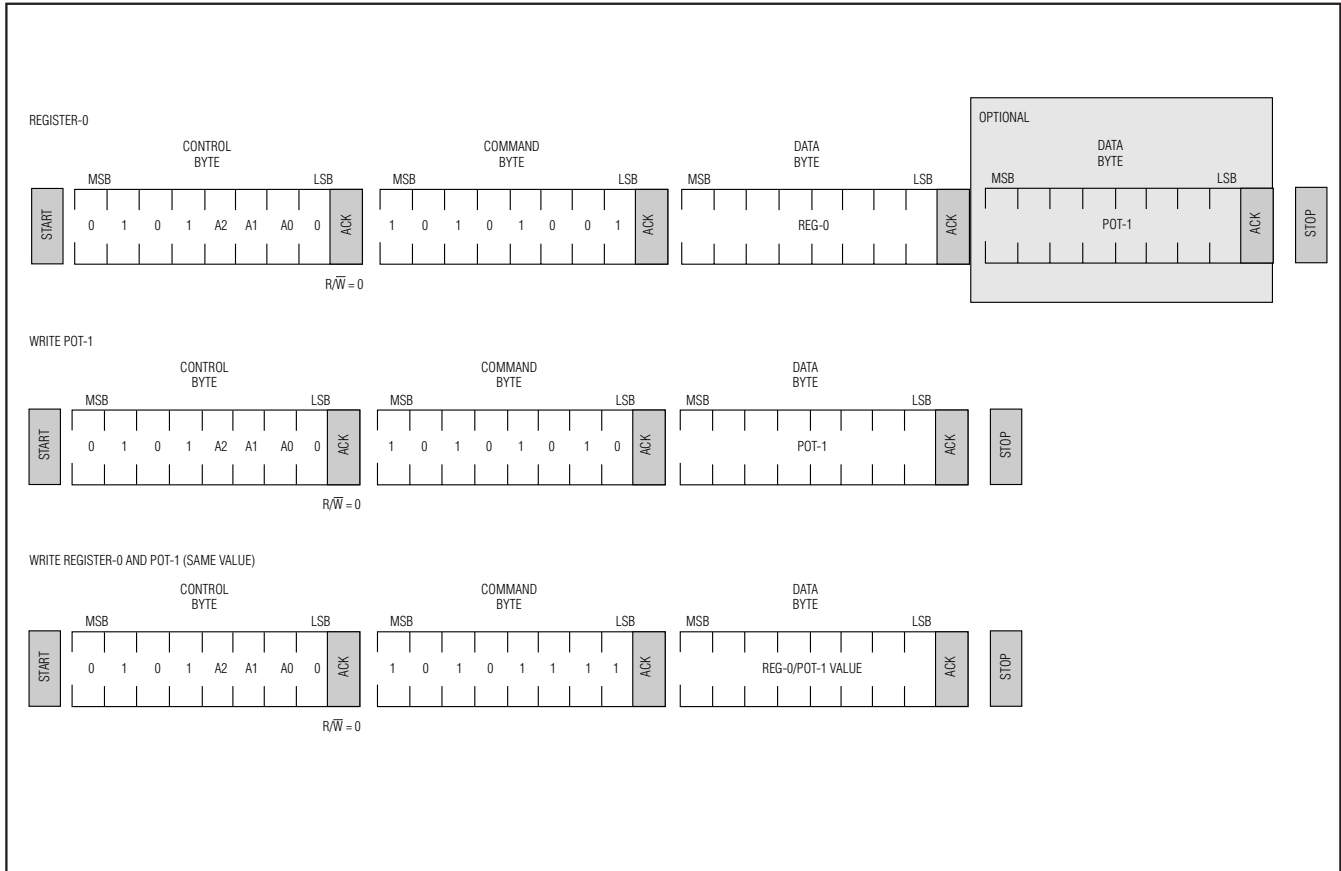 REGISTER-0
OPTIONAL
CONTROL
BYTE
COMMAND
BYTE
DATA
BYTE
DATA
BYTE
MSB LSB MSB LSB MSB LSB MSB LSB
START 0 1 0 1 A2 A1 A0 0 ACK 1 0 1 0 1 0 0 1 ACK REG-0 ACK POT-1 ACK STOP
R/W̅ = 0
WRITE POT-1
CONTROL
BYTE
COMMAND
BYTE
DATA
BYTE
MSB LSB MSB LSB MSB LSB
START 0 1 0 1 A2 A1 A0 0 ACK 1 0 1 0 1 0 1 0 ACK POT-1 ACK STOP
R/W̅ = 0
WRITE REGISTER-0 AND POT-1 (SAME VALUE)
CONTROL
BYTE
COMMAND
BYTE
DATA
BYTE
MSB LSB MSB LSB MSB LSB
START 0 1 0 1 A2 A1 A0 0 ACK 1 0 1 0 1 1 1 1 ACK REG-0/POT-1 VALUE ACK STOP
R/W̅ = 0